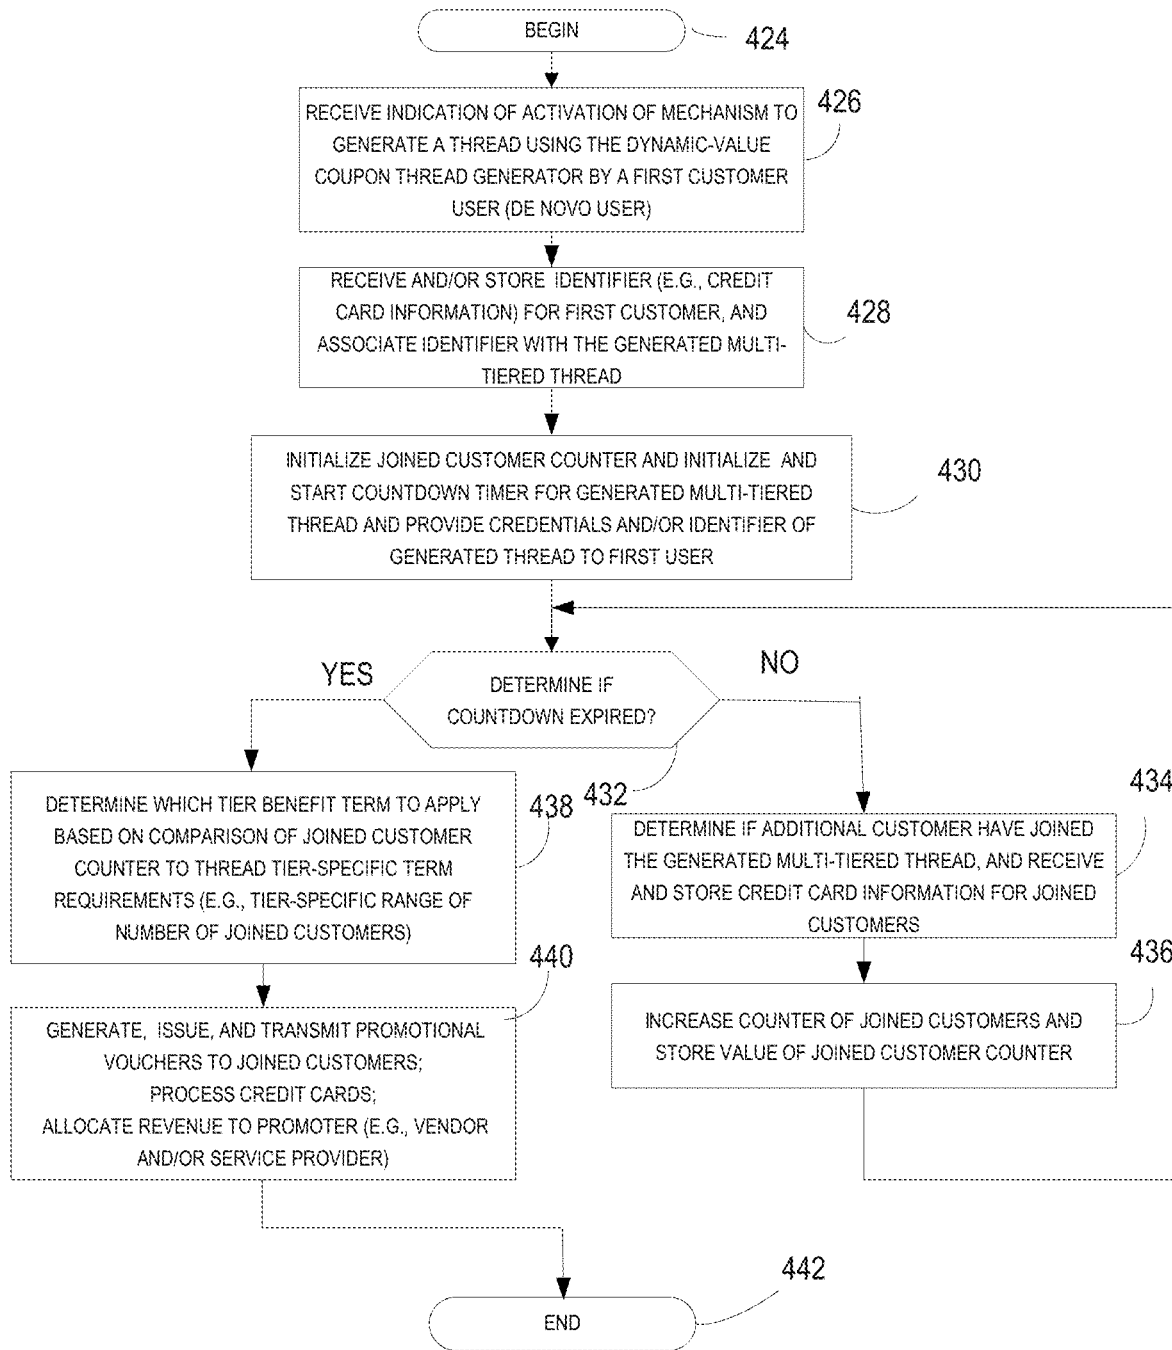 BEGIN
424
RECEIVE INDICATION OF ACTIVATION OF MECHANISM TO
GENERATE A THREAD USING THE DYNAMIC-VALUE
COUPON THREAD GENERATOR BY A FIRST CUSTOMER
USER (DE NOVO USER)
426
RECEIVE AND/OR STORE IDENTIFIER (E.G., CREDIT
CARD INFORMATION) FOR FIRST CUSTOMER, AND
ASSOCIATE IDENTIFIER WITH THE GENERATED MULTI-
TIERED THREAD
428
INITIALIZE JOINED CUSTOMER COUNTER AND INITIALIZE AND
START COUNTDOWN TIMER FOR GENERATED MULTI-TIERED
THREAD AND PROVIDE CREDENTIALS AND/OR IDENTIFIER OF
GENERATED THREAD TO FIRST USER
430
YES
NO
DETERMINE IF
COUNTDOWN EXPIRED?
432
DETERMINE WHICH TIER BENEFIT TERM TO APPLY
BASED ON COMPARISON OF JOINED CUSTOMER
COUNTER TO THREAD TIER-SPECIFIC TERM
REQUIREMENTS (E.G., TIER-SPECIFIC RANGE OF
NUMBER OF JOINED CUSTOMERS)
438
DETERMINE IF ADDITIONAL CUSTOMER HAVE JOINED
THE GENERATED MULTI-TIERED THREAD, AND RECEIVE
AND STORE CREDIT CARD INFORMATION FOR JOINED
CUSTOMERS
434
GENERATE, ISSUE, AND TRANSMIT PROMOTIONAL
VOUCHERS TO JOINED CUSTOMERS;
PROCESS CREDIT CARDS;
ALLOCATE REVENUE TO PROMOTER (E.G., VENDOR
AND/OR SERVICE PROVIDER)
440
INCREASE COUNTER OF JOINED CUSTOMERS AND
STORE VALUE OF JOINED CUSTOMER COUNTER
436
END
442